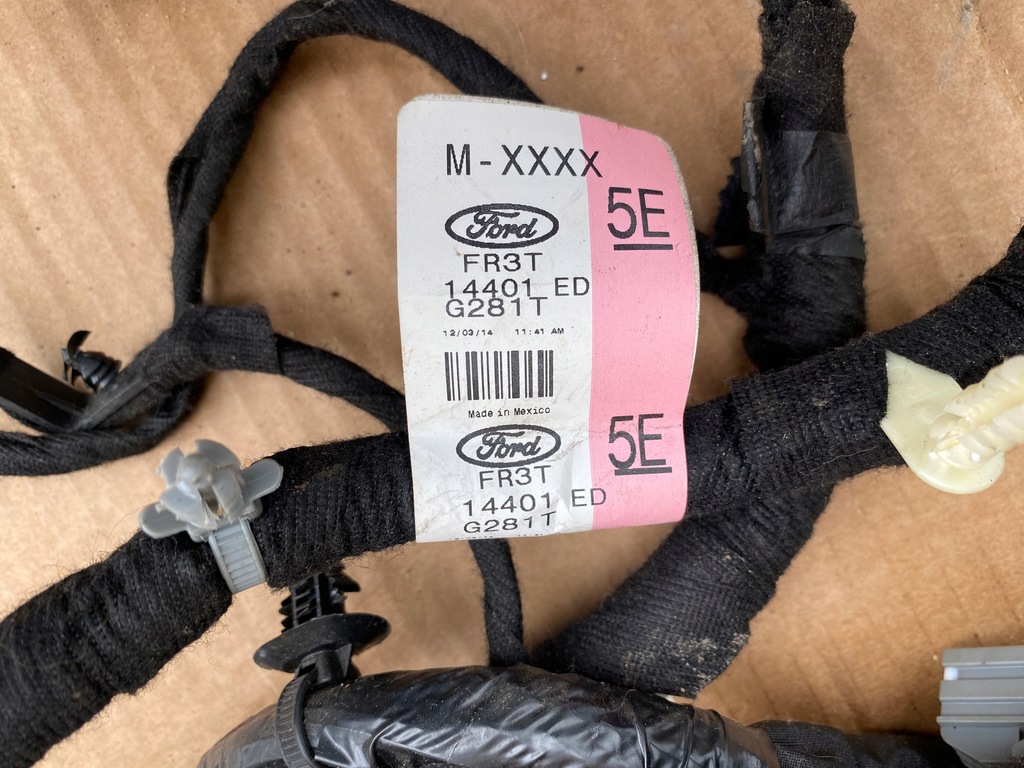 M-XXXX
5E
Ford
FR3T
14401 ED
G281T
12/03/14 11:41 AM
Made in Mexico
Ford
5E
FR3T
14401 ED
G281T